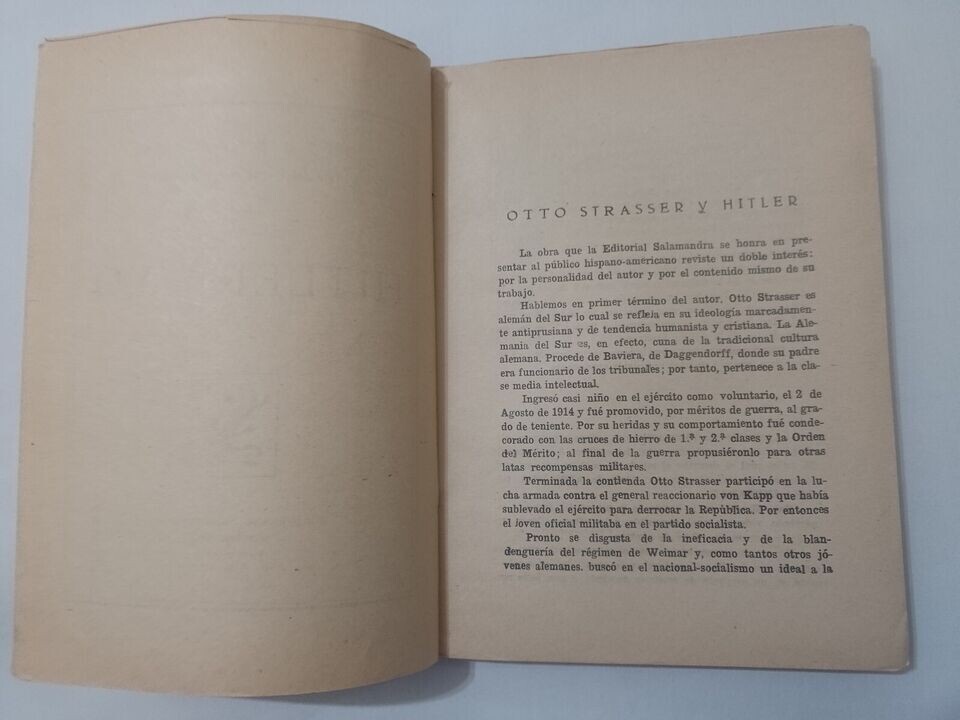 OTTO STRASSER y HITLER
La obra que la Editorial Salamandra se honra en pre-
sentar al público hispano-americano reviste un doble interés:
por la personalidad del autor y por el contenido mismo de su
trabajo.
Hablemos en primer término del autor. Otto Strasser es
alemán del Sur lo cual se refleja en su ideología marcadamen-
te antiprusiana y de tendencia humanista y cristiana. La Ale-
mania del Sur es, en efecto, cuna de la tradicional cultura
alemana. Procede de Baviera, de Daggendorff, donde su padre
era funcionario de los tribunales; por tanto, pertenece a la cla-
se media intelectual.
Ingresó casi niño en el ejército como voluntario, el 2 de
Agosto de 1914 y fué promovido, por méritos de guerra, al gra-
do de teniente. Por su heridas y su comportamiento fué conde-
corado con las cruces de hierro de 1.ª y 2.ª clases y la Orden
del Mérito; al final de la guerra propusiéronlo para otras
latas recompensas militares.
Terminada la contienda Otto Strasser participó en la lu-
cha armada contra el general reaccionario von Kapp que había
sublevado el ejército para derrocar la República. Por entonces
el joven oficial militaba en el partido socialista.
Pronto se disgusta de la ineficacia y de la blan-
denguería del régimen de Weimar y, como tantos otros jó-
venes alemanes. buscó en el nacional-socialismo un ideal a la